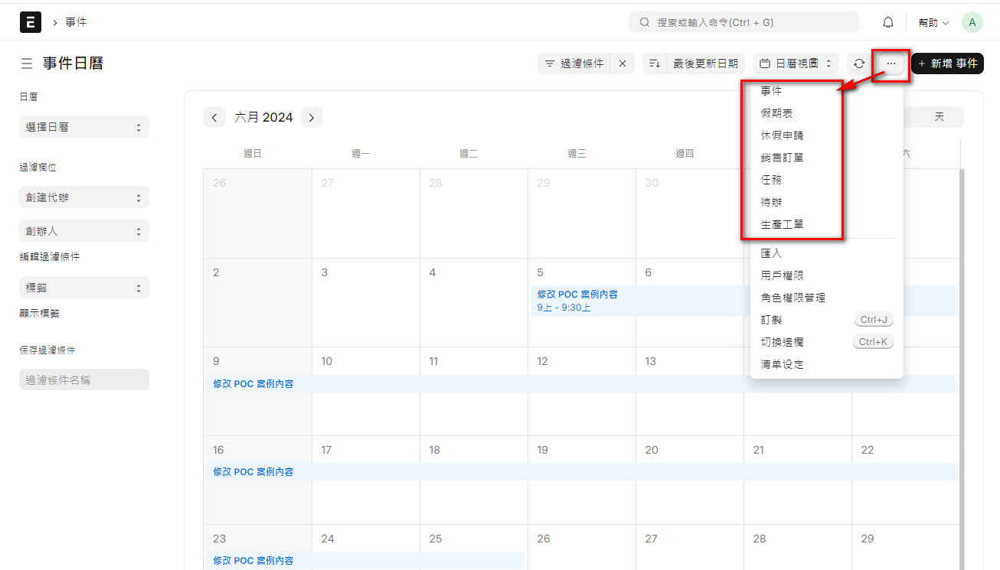 E
事件
搜索或輸入命令(Ctrl + G)
帮助
A
事件日曆
過濾條件
最後更新日期
日曆視圖
···
+ 新增 事件
日曆
選擇日曆
過濾欄位
創建代辦
創辦人
編輯過濾條件
標籤
顯示標籤
保存過濾條件
過濾條件名稱
六月 2024
天
週日 週一 週二 週三 週四 六
26 27 28 29 30
2 3 4 5 6
修改 POC 案例內容
9上 - 9:30上
9 10 11 12 13
修改 POC 案例內容
16 17 18 19 20 21 22
修改 POC 案例內容
23 24 25 26 27 28 29
修改 POC 案例內容
事件
假期表
休假申請
銷售訂單
任務
待辦
生產工單
匯入
用戶權限
角色權限管理
訂製 Ctrl+J
切換邊欄 Ctrl+K
清单设定